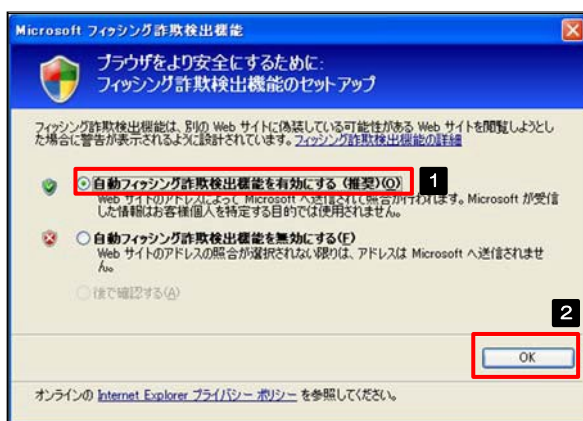 Microsoft フィッシング詐欺検出機能
ブラウザをより安全にするために:
フィッシング詐欺検出機能のセットアップ
フィッシング詐欺検出機能は、別の Web サイトに偽装している可能性がある Web サイトを閲覧しようとし
た場合に警告が表示されるように設計されています。フィッシング詐欺検出機能の詳細
自動フィッシング詐欺検出機能を有効にする (推奨)(O)
1
Web サイトのアドレスによって Microsoft へ送信されて照合が行われます。Microsoft が受信
した情報はお客様個人を特定する目的では使用されません。
自動フィッシング詐欺検出機能を無効にする(F)
Web サイトのアドレスの照合が選択されない限りは、アドレスは Microsoft へ送信されませ
ん。
後で確認する(A)
2
OK
オンラインの Internet Explorer プライバシー ポリシー を参照してください。